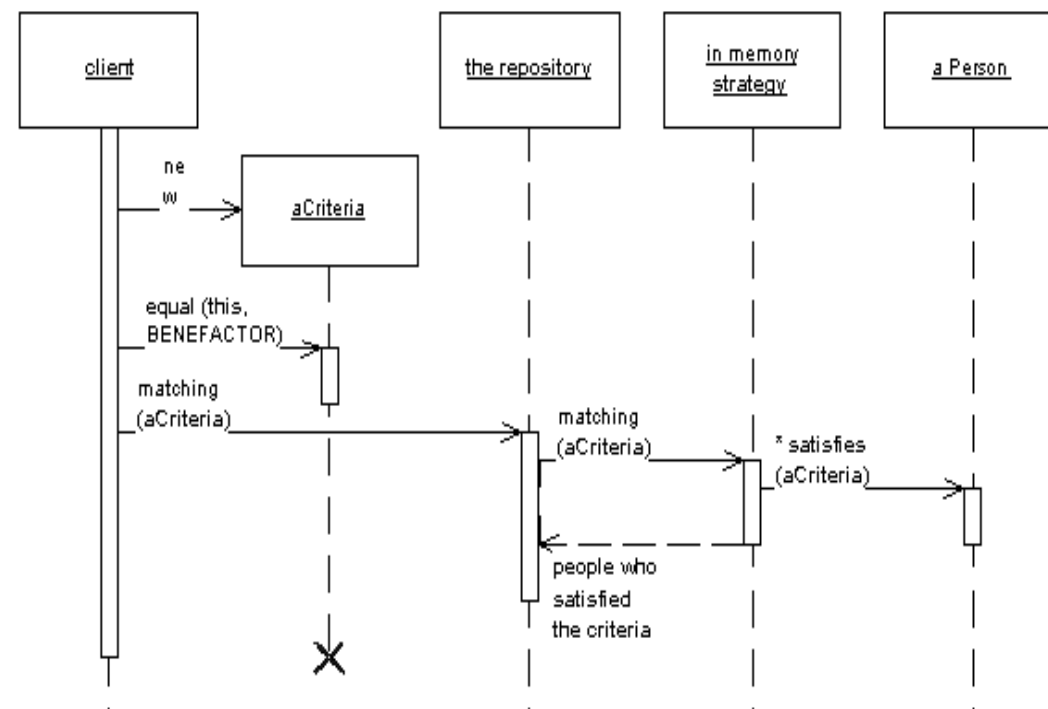 client
the repository
in memory
strategy
a Person
ne
w
aCriteria
equal (this,
BENEFACTOR)
matching
(aCriteria)
matching
(aCriteria)
* satisfies
(aCriteria)
people who
satisfied
the criteria